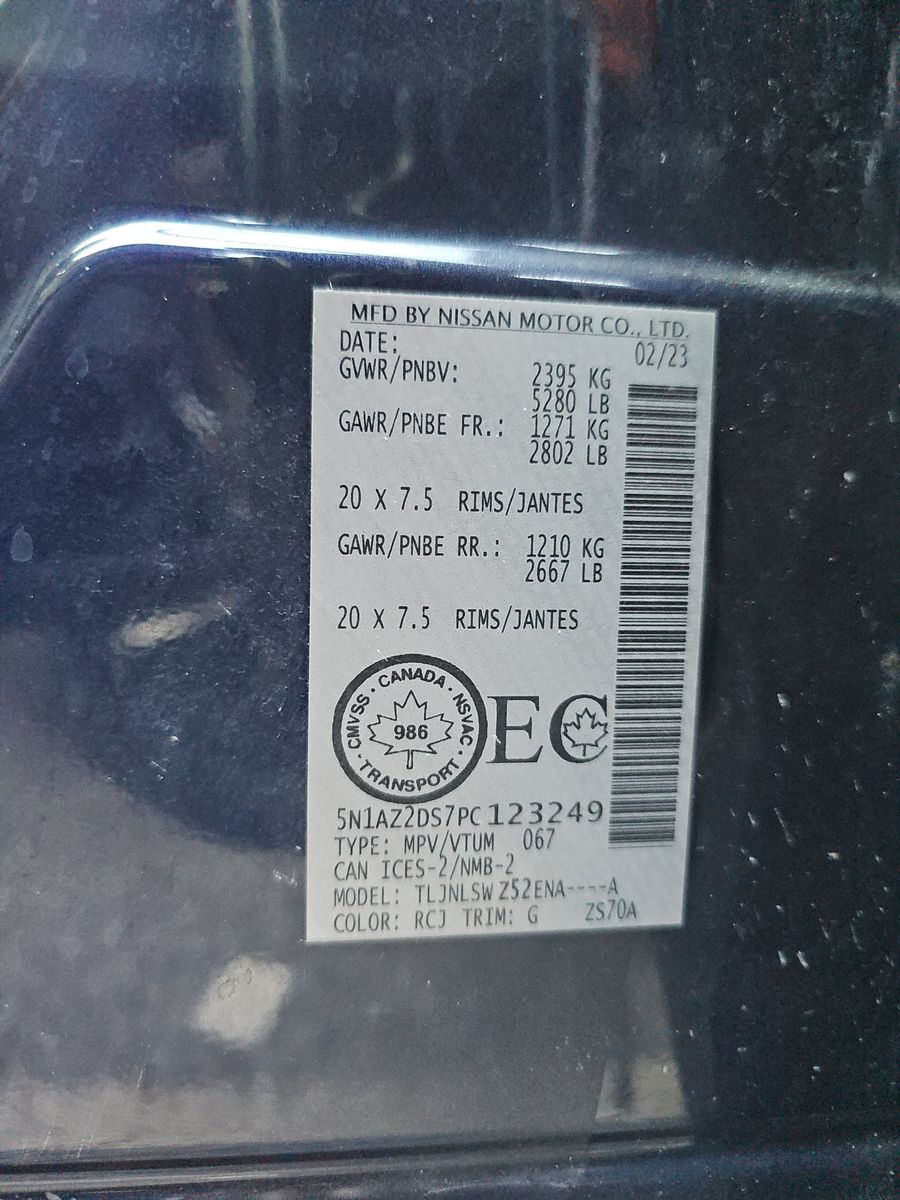 MFD BY NISSAN MOTOR CO., LTD.
DATE: 02/23
GVWR/PNBV: 2395 KG
5280 LB
GAWR/PNBE FR.: 1271 KG
2802 LB
20 X 7.5 RIMS/JANTES
GAWR/PNBE RR.: 1210 KG
2667 LB
20 X 7.5 RIMS/JANTES
CMVSS · CANADA · NSVAC · TRANSPORT ·
986
EC
5N1AZ2DS7PC123249
TYPE: MPV/VTUM 067
CAN ICES-2/NMB-2
MODEL: TLJNLSW Z52ENA----A
COLOR: RCJ TRIM: G ZS70A